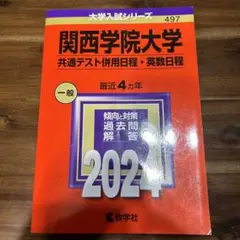 大学入試シリーズ
497
関西学院大学
共通テスト併用日程・英数日程
一般
最近4カ年
傾向と対策
過去問
解答
2024
教学社